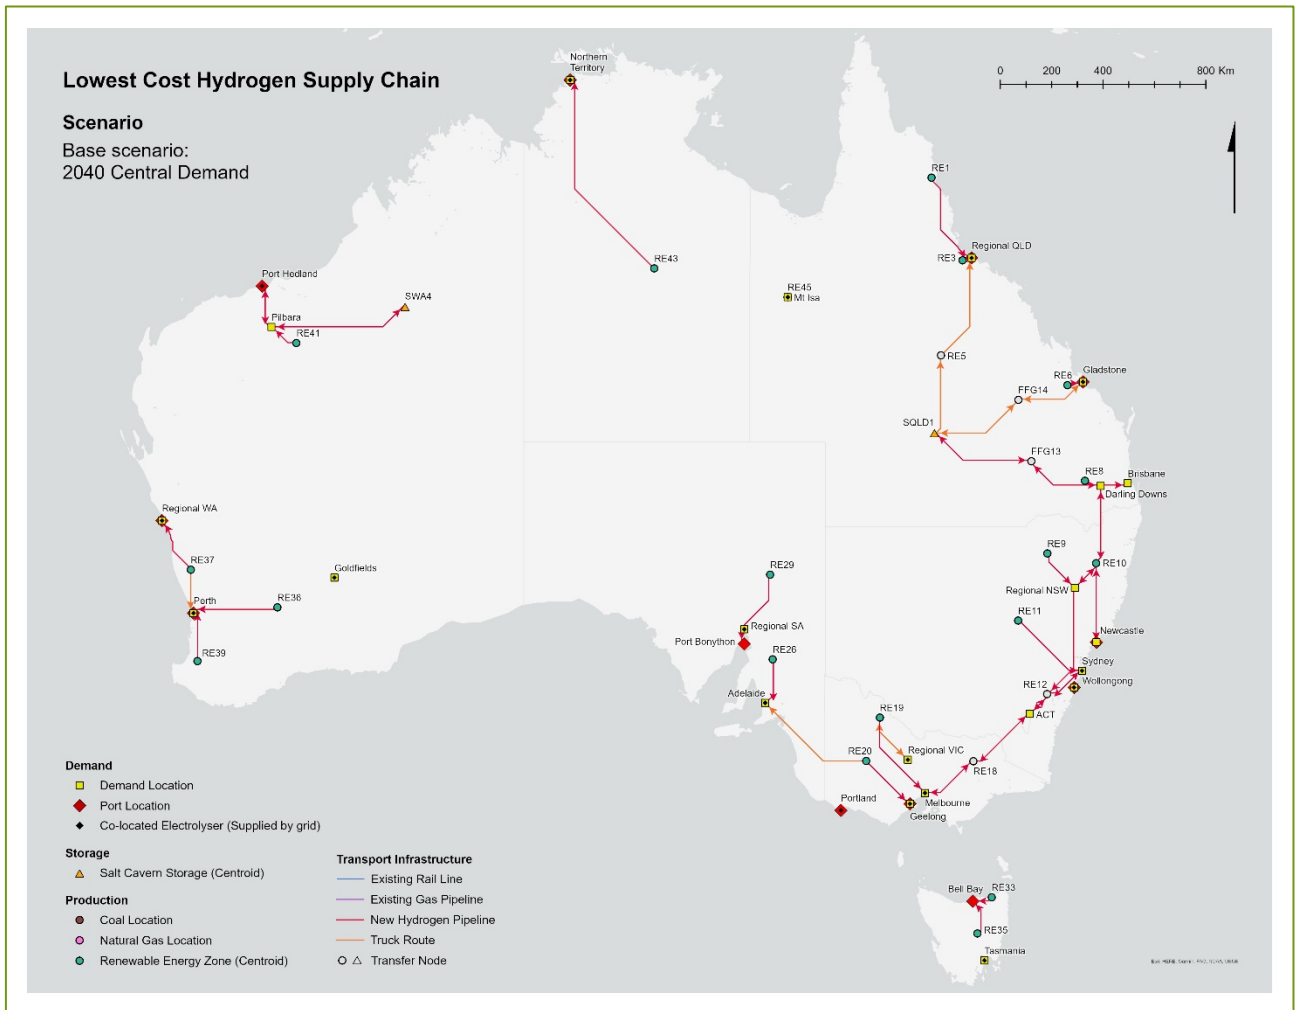 Lowest Cost Hydrogen Supply Chain
Scenario
Base scenario:
2040 Central Demand
0 200 400 800 Km
Northern
Territory
RE1
Regional QLD
RE3
RE43
Port Hedland
SWA4
RE45
Mt Isa
Pilbara
RE41
RE5
RE6
Gladstone
FFG14
SQLD1
FFG13
RE8
Brisbane
Darling Downs
Regional WA
RE37
Goldfields
RE36
Perth
RE39
RE29
RE9
RE10
Regional NSW
RE11
Regional SA
Port Bonython
RE26
Newcastle
Sydney
Wollongong
RE12
Adelaide
ACT
RE19
RE20
Regional VIC
RE18
Portland
Melbourne
Geelong
Bell Bay
RE33
RE35
Tasmania
Demand
Demand Location
Port Location
Co-located Electrolyser (Supplied by grid)
Storage
Salt Cavern Storage (Centroid)
Production
Coal Location
Natural Gas Location
Renewable Energy Zone (Centroid)
Transport Infrastructure
Existing Rail Line
Existing Gas Pipeline
New Hydrogen Pipeline
Truck Route
Transfer Node